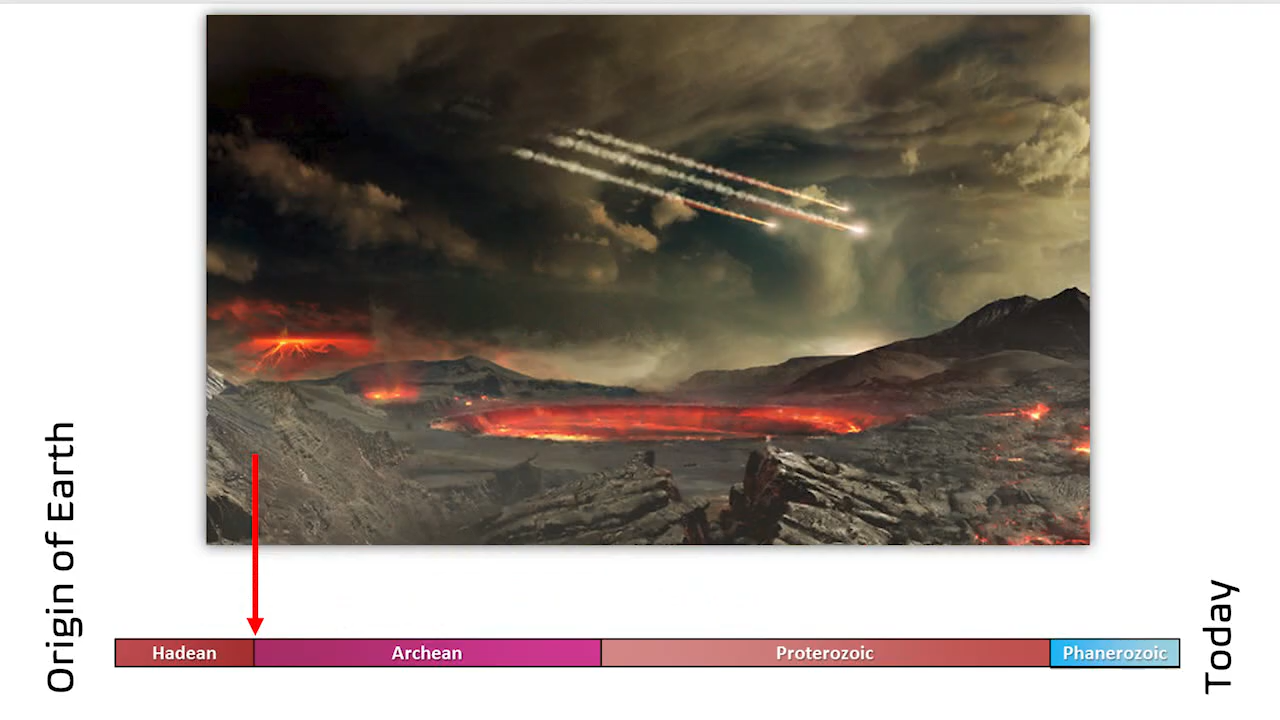 Origin of Earth
Hadean
Archean
Proterozoic
Phanerozoic
Today